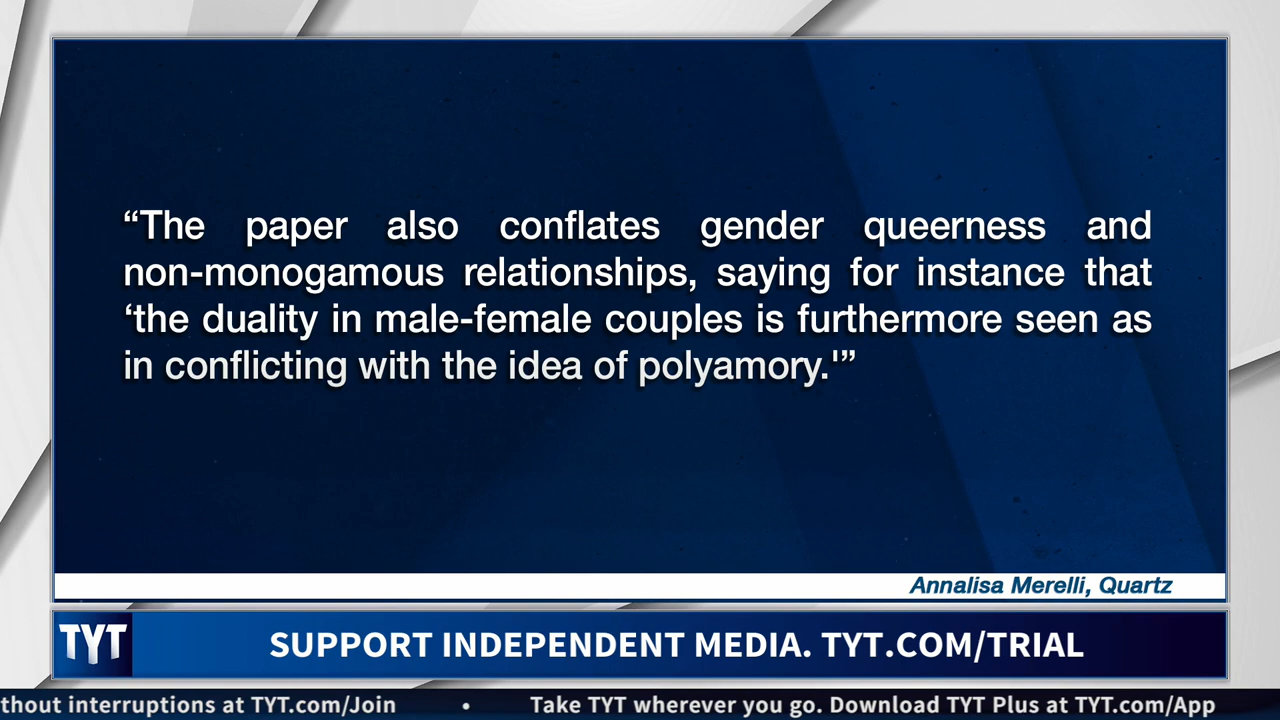 “The paper also conflates gender queerness and
non-monogamous relationships, saying for instance that
‘the duality in male-female couples is furthermore seen as
in conflicting with the idea of polyamory.'”
Annalisa Merelli, Quartz
TYT SUPPORT INDEPENDENT MEDIA. TYT.COM/TRIAL
thout interruptions at TYT.com/Join • Take TYT wherever you go. Download TYT Plus at TYT.com/App